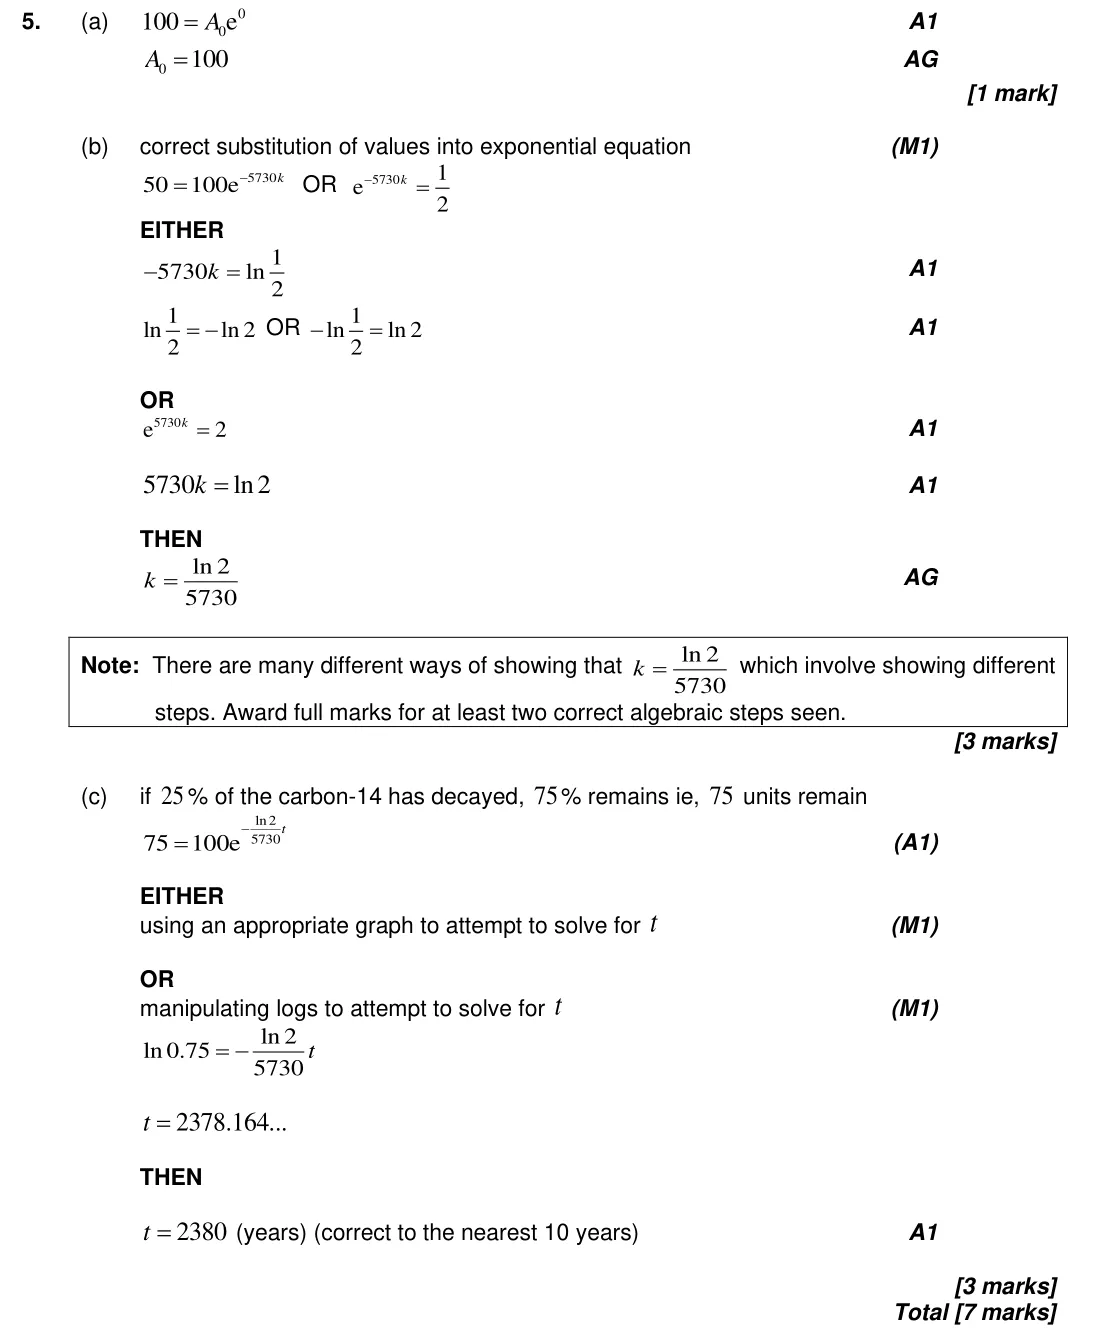 5. (a) 100 = A₀e⁰ A1
A₀ = 100 AG
[1 mark]
(b) correct substitution of values into exponential equation (M1)
50 = 100e^(−5730k) OR e^(−5730k) = 1/2
EITHER
−5730k = ln 1/2 A1
ln 1/2 = −ln 2 OR −ln 1/2 = ln 2 A1
OR
e^(5730k) = 2 A1
5730k = ln 2 A1
THEN
k = ln 2/5730 AG
Note: There are many different ways of showing that k = ln 2/5730 which involve showing different
steps. Award full marks for at least two correct algebraic steps seen.
[3 marks]
(c) if 25% of the carbon-14 has decayed, 75% remains ie, 75 units remain
75 = 100e^(−(ln 2/5730)t) (A1)
EITHER
using an appropriate graph to attempt to solve for t (M1)
OR
manipulating logs to attempt to solve for t (M1)
ln 0.75 = −(ln 2/5730)t
t = 2378.164...
THEN
t = 2380 (years) (correct to the nearest 10 years) A1
[3 marks]
Total [7 marks]